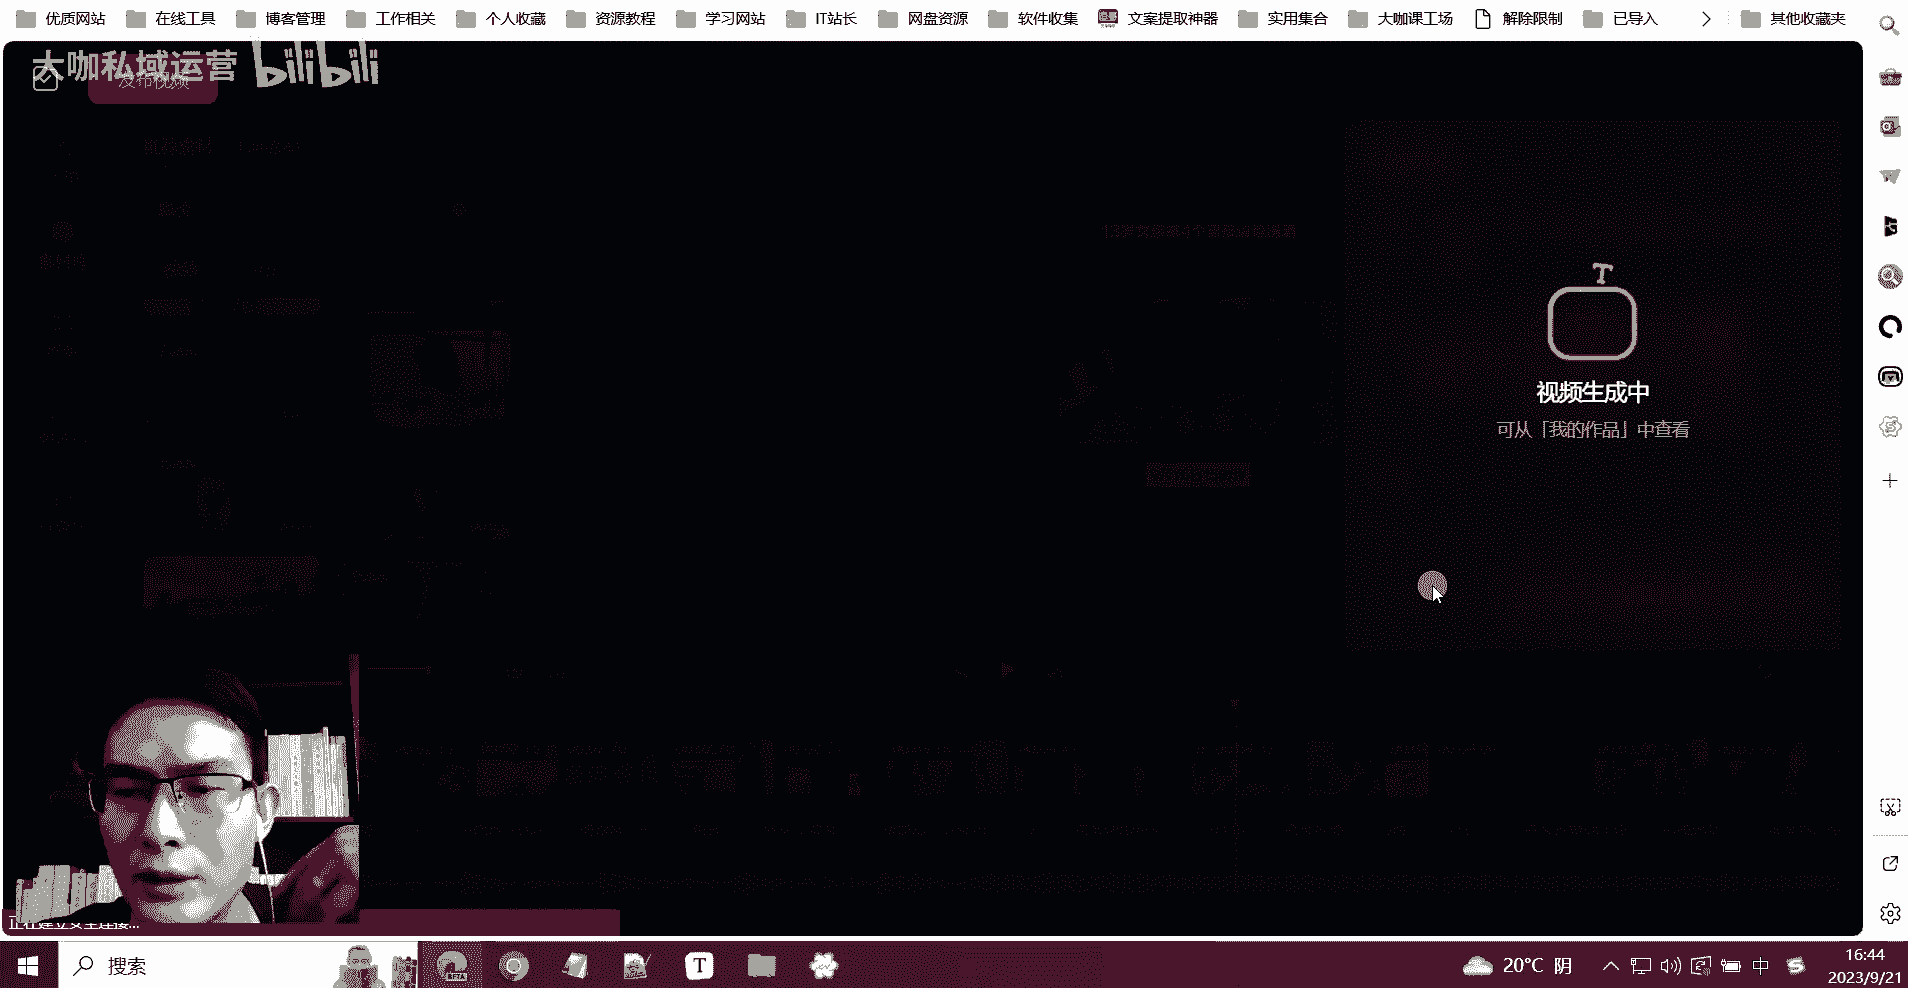 优质网站 在线工具 博客管理 工作相关 个人收藏 资源教程 学习网站 IT站长 网盘资源 软件收集 文案提取神器 实用集合 大咖课工场 解除限制 已导入 其他收藏夹
大咖私域运营 bilibili
发布视频
视频生成中
可从「我的作品」中查看
正在建立安全连接...
搜索
BETA
T
20°C 阴
中
16:44
2023/9/21